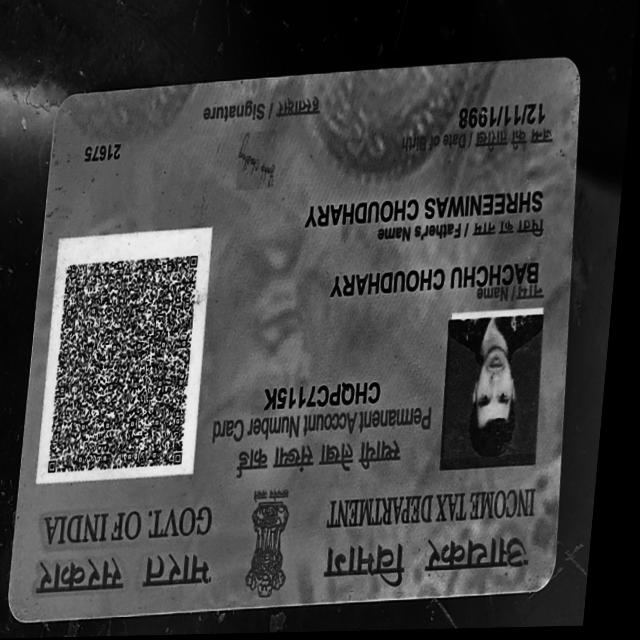 आयकर विभाग
INCOME TAX DEPARTMENT
भारत सरकार
GOVT. OF INDIA
स्थायी लेखा संख्या कार्ड
Permanent Account Number Card
CHQPC7115K
नाम / Name
BACHCHU CHOUDHARY
पिता का नाम / Father's Name
SHREENIWAS CHOUDHARY
जन्म की तारीख / Date of Birth
12/11/1998
हस्ताक्षर / Signature
21675